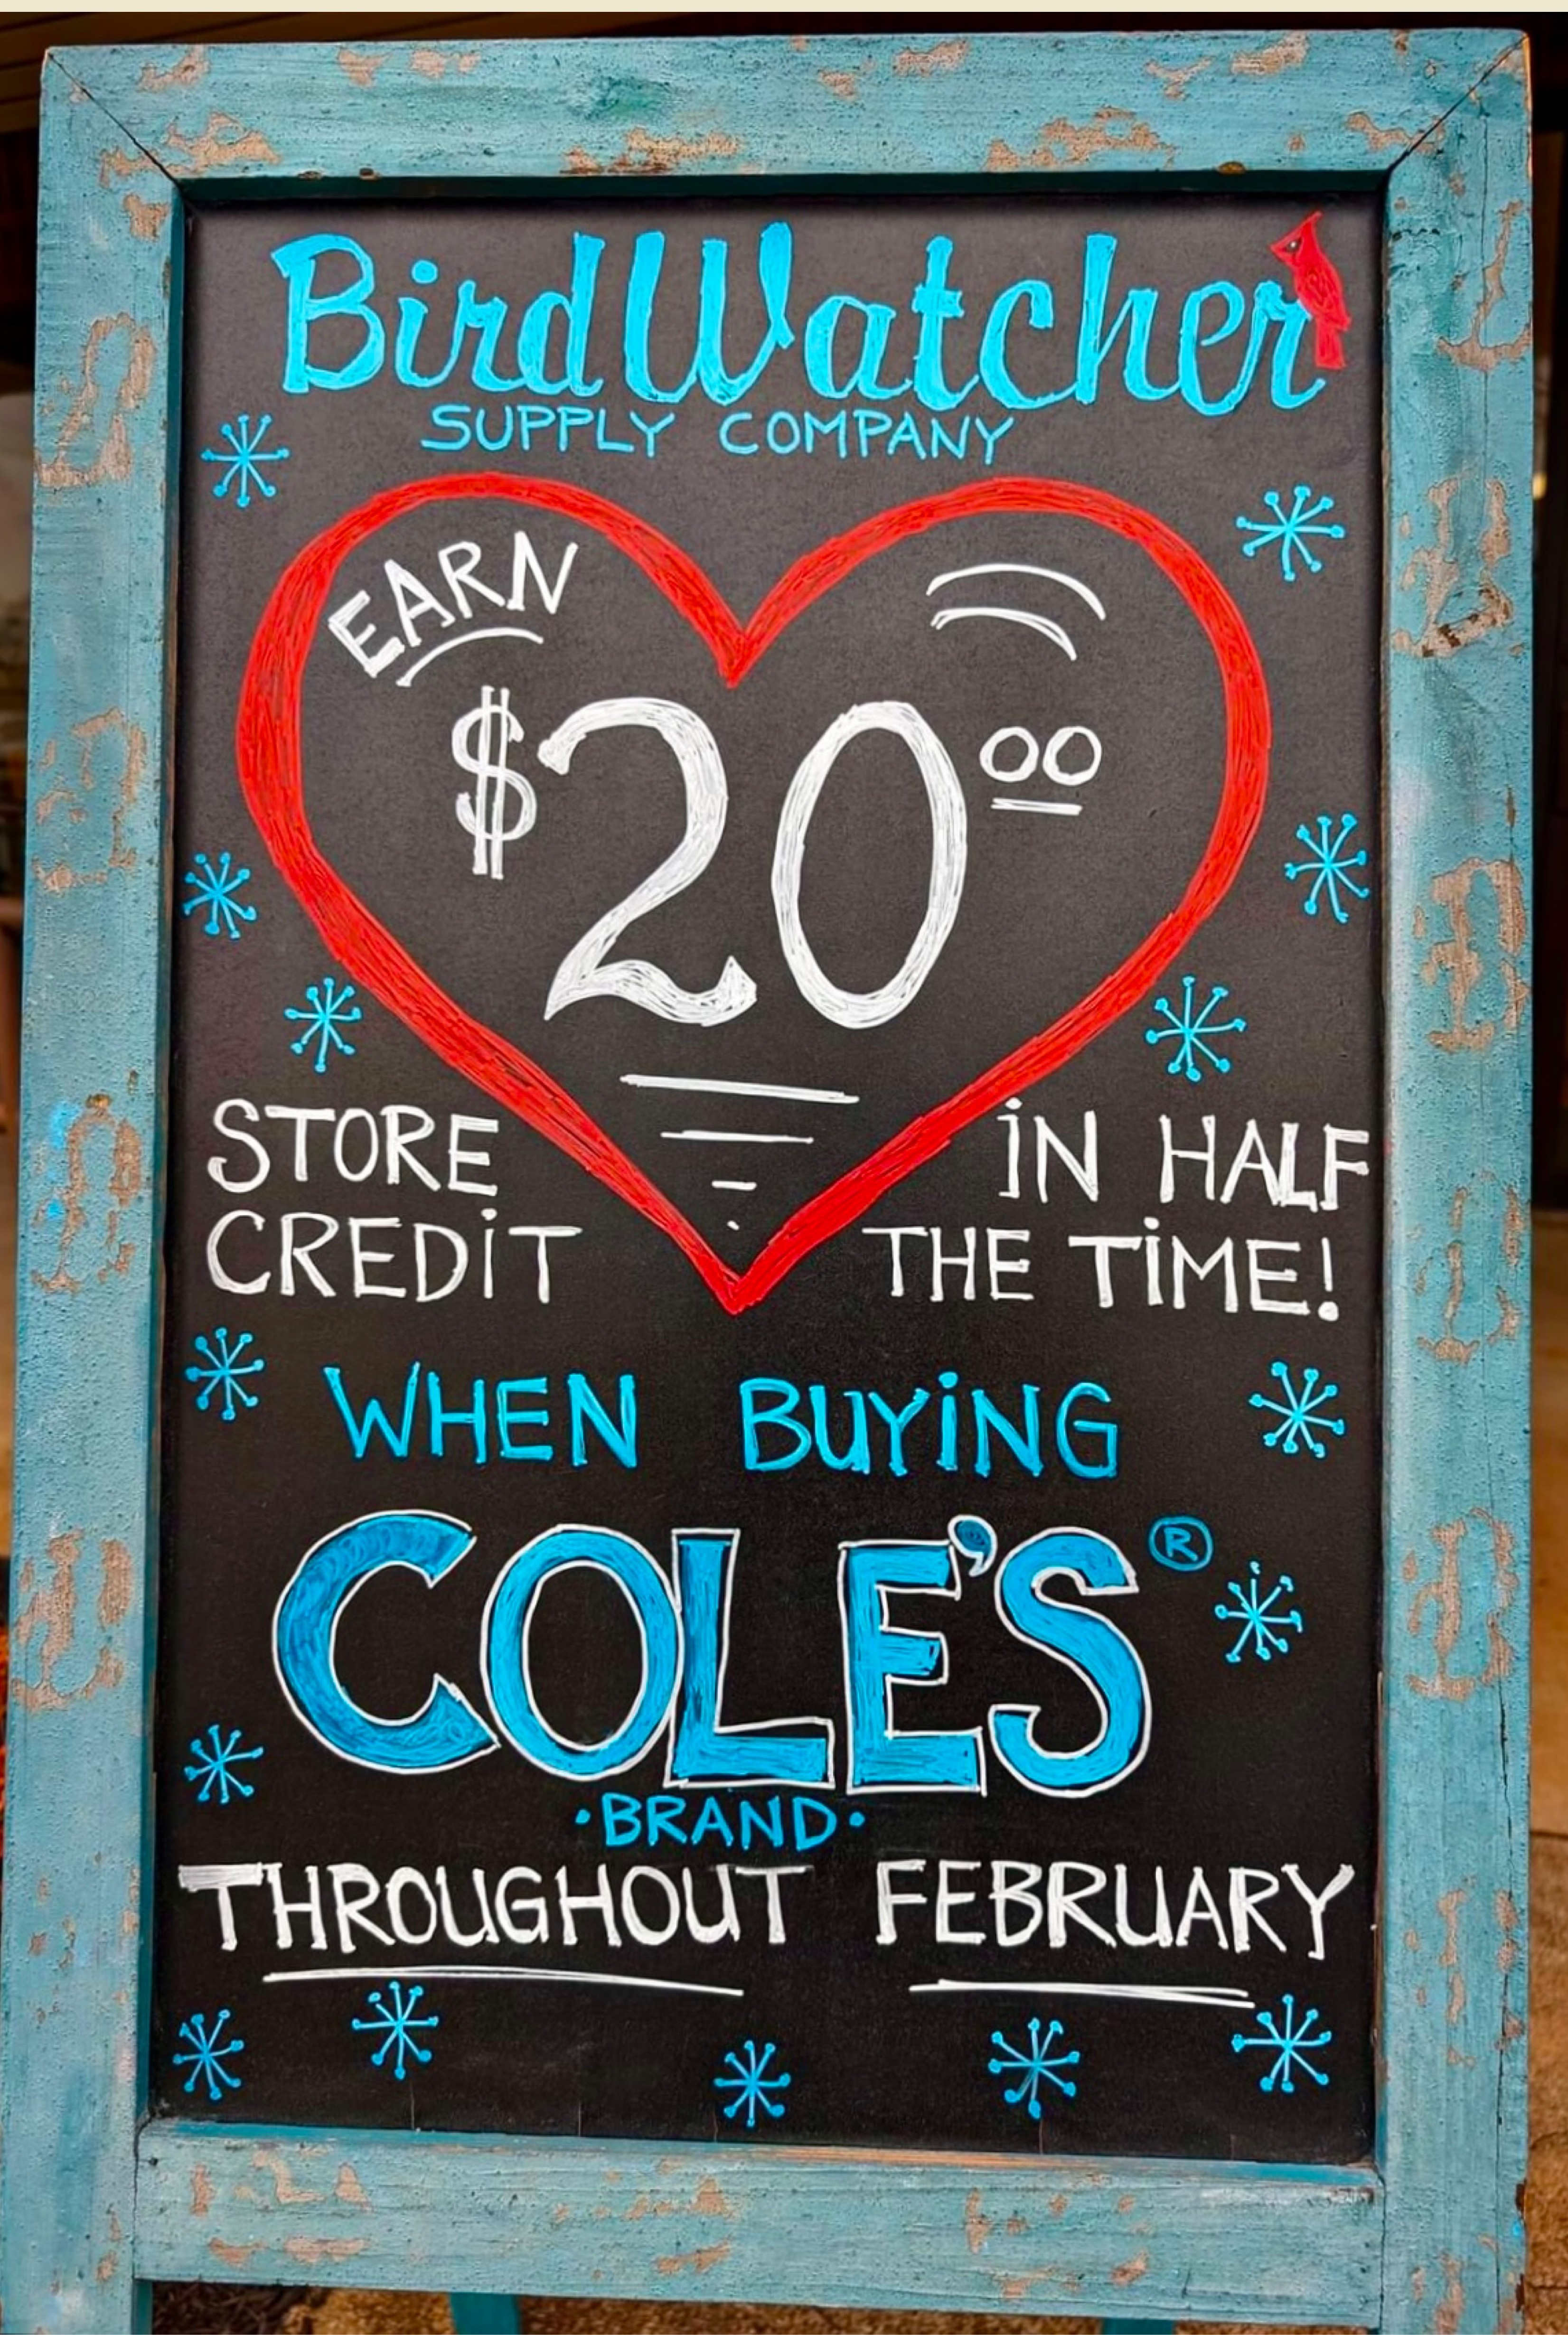 BirdWatcher
SUPPLY COMPANY
EARN
$20 00
STORE
CREDiT
iN HALF
THE TiME!
WHEN BUYiNG
COLE'S®
·BRAND·
THROUGHOUT FEBRUARY